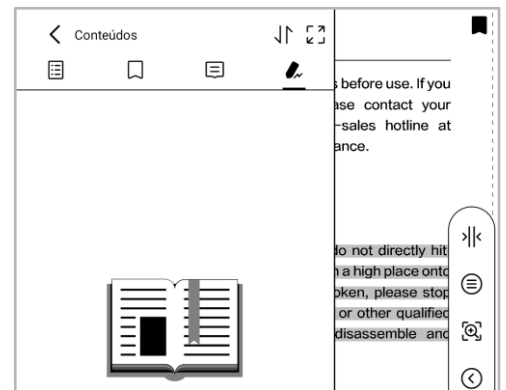 Conteúdos
before use. If you
contact your
-sales hotline at
ance.
do not directly hit
a high place onto
oken, please stop
or other qualified
disassemble and